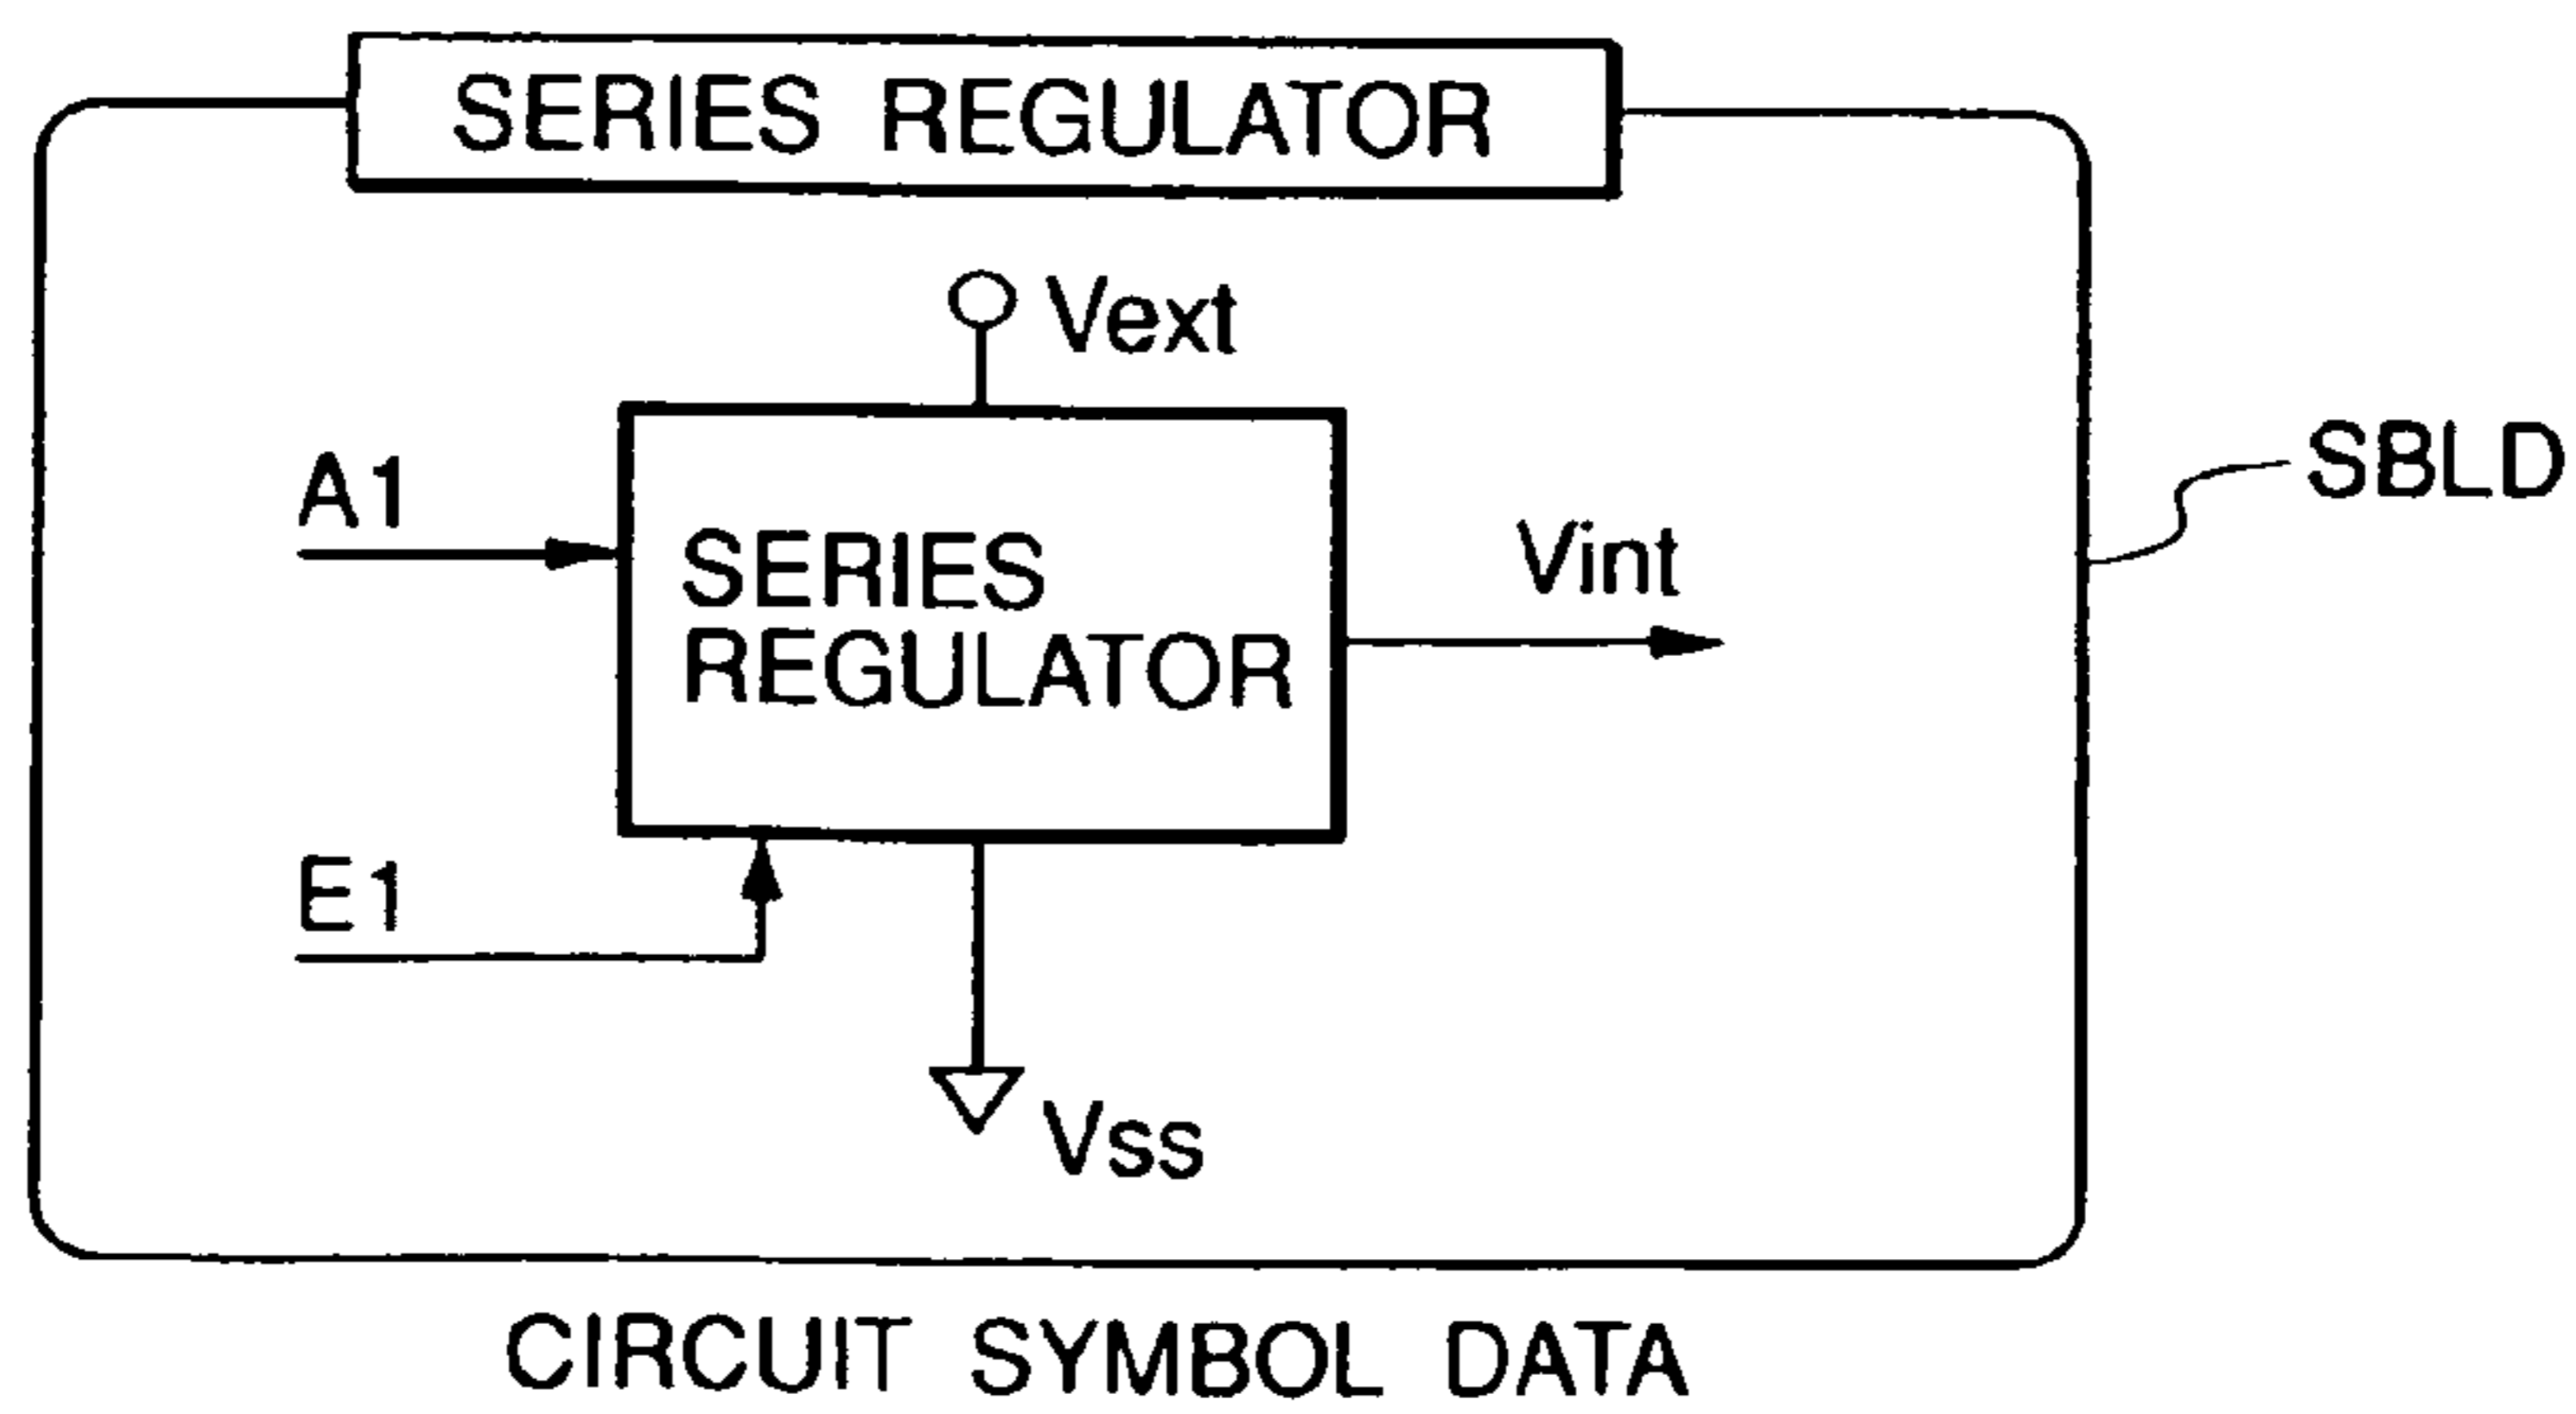 SERIES REGULATOR
Vext
A1
SBLD
SERIES
REGULATOR
Vint
E1
Vss
CIRCUIT SYMBOL DATA